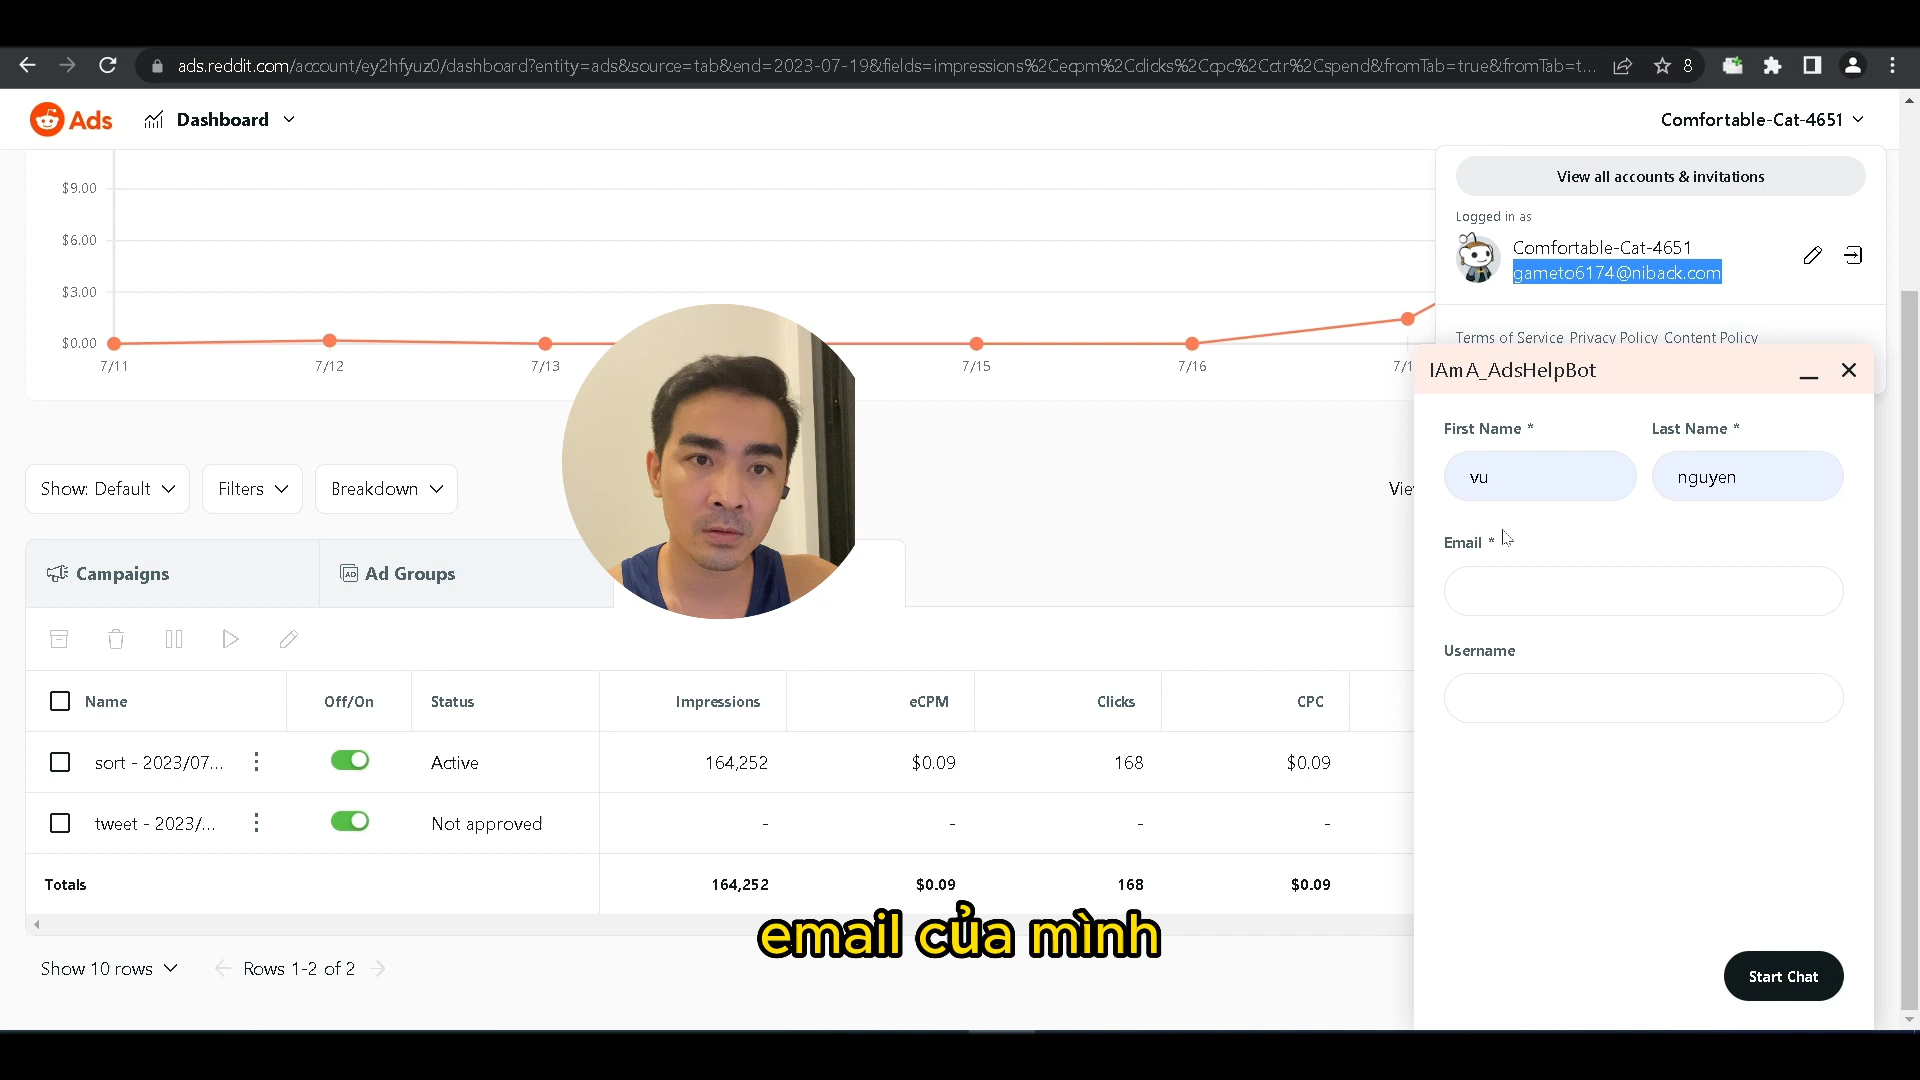 ads.reddit.com/account/ey2hfyuz0/dashboard?entity=ads&source=tab&end=2023-07-19&fields=impressions%2Cecpm%2Cclicks%2Ccpc%2Cctr%2Cspend&fromTab=true&fromTab=t...
8
Ads
Dashboard
Comfortable-Cat-4651
View all accounts & invitations
Logged in as
Comfortable-Cat-4651
gameto6174@niback.com
Terms of Service Privacy Policy Content Policy
$9.00
$6.00
$3.00
$0.00
7/11 7/12 7/13 7/15 7/16 7/1
IAmA_AdsHelpBot
First Name * Last Name *
vu nguyen
Email *
Username
Start Chat
Show: Default Filters Breakdown Vie
Campaigns AD Ad Groups
Name Off/On Status Impressions eCPM Clicks CPC
sort - 2023/07... Active 164,252 $0.09 168 $0.09
tweet - 2023/... Not approved - - - -
Totals 164,252 $0.09 168 $0.09
email của mình
Show 10 rows Rows 1-2 of 2